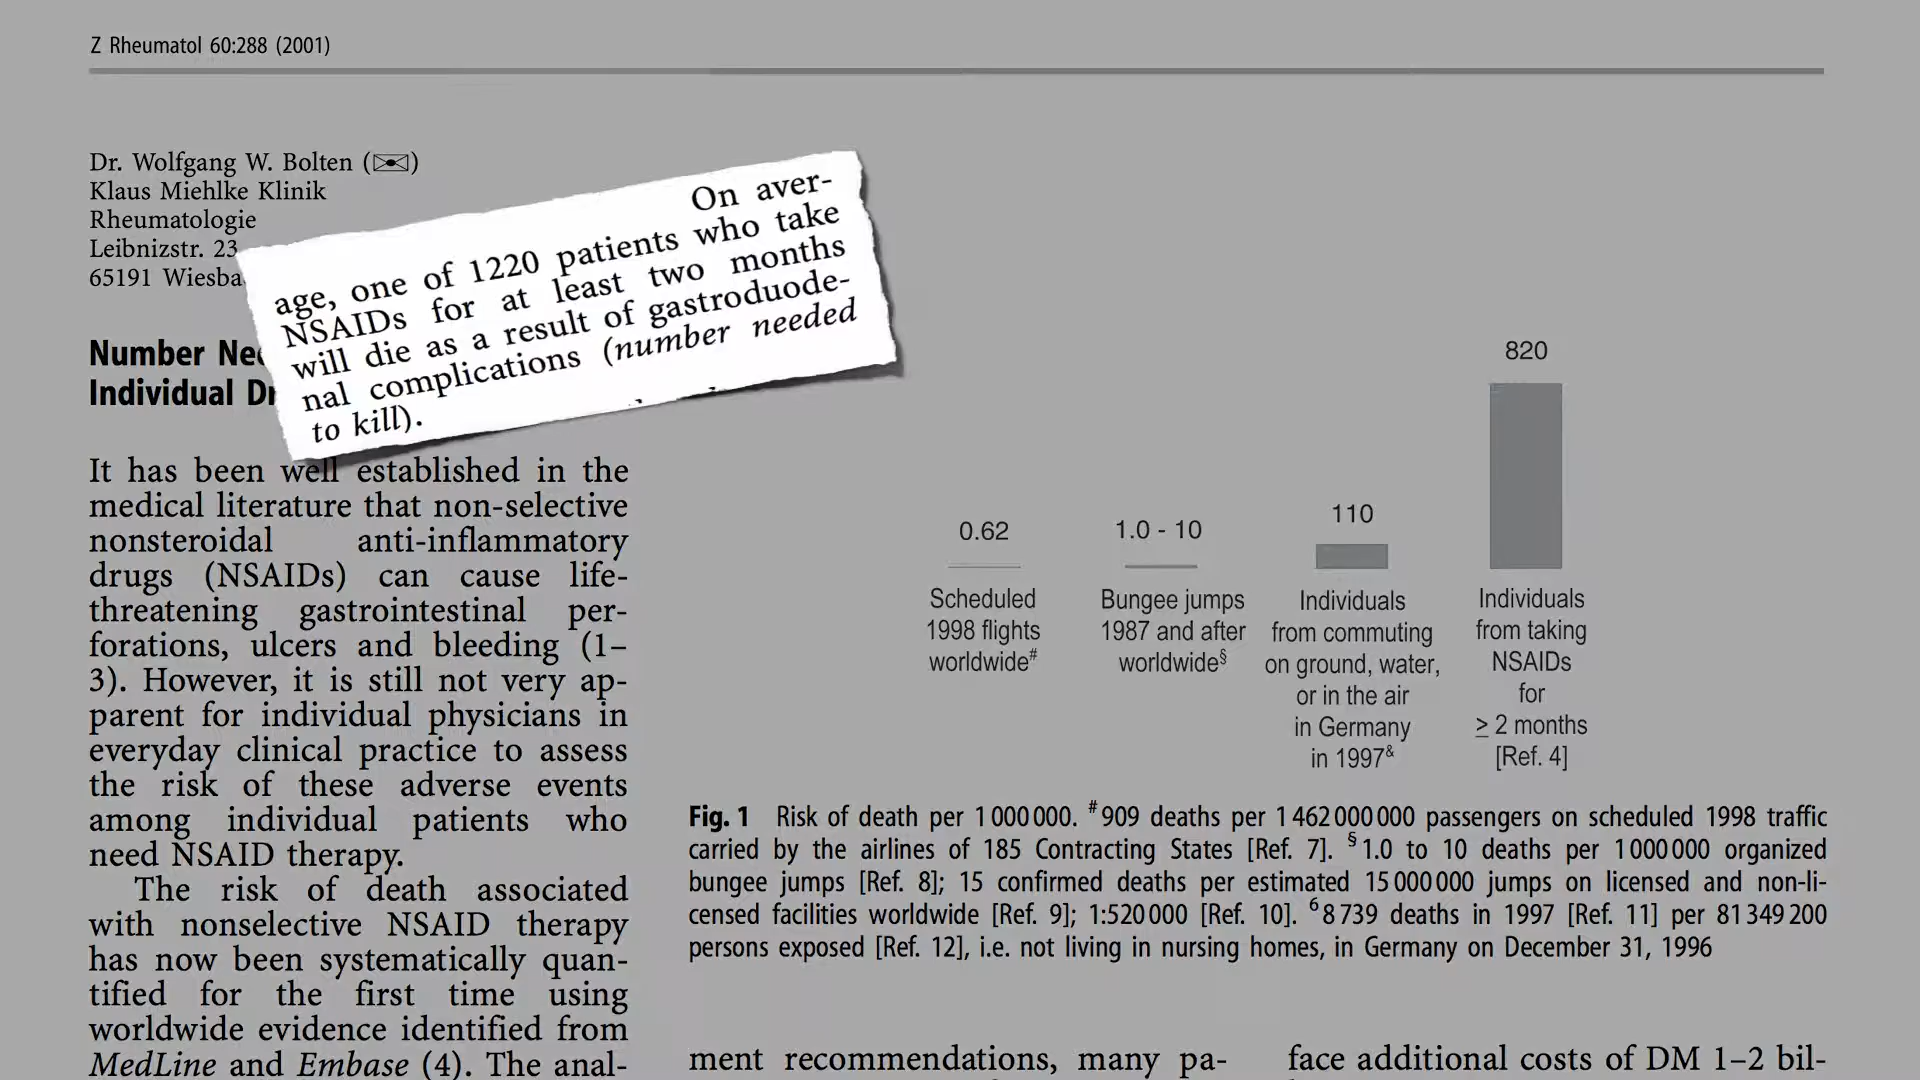 Z Rheumatol 60:288 (2001)
Dr. Wolfgang W. Bolten (✉)
Klaus Miehlke Klinik
Rheumatologie
Leibnizstr. 23
65191
On aver-
age, one of 1220 patients who take
NSAIDs for at least two months
will die as a result of gastroduode-
nal complications (number needed
to kill).
Number
Individual
It has been well established in the
medical literature that non-selective
nonsteroidal anti-inflammatory
drugs (NSAIDs) can cause life-
threatening gastrointestinal per-
forations, ulcers and bleeding (1–
3). However, it is still not very ap-
parent for individual physicians in
everyday clinical practice to assess
the risk of these adverse events
among individual patients who
need NSAID therapy.
The risk of death associated
with nonselective NSAID therapy
has now been systematically quan-
tified for the first time using
worldwide evidence identified from
MedLine and Embase (4). The anal-
0.62
1.0 - 10
110
820
Scheduled
1998 flights
worldwide#
Bungee jumps
1987 and after
worldwide§
Individuals
from commuting
on ground, water,
or in the air
in Germany
in 1997&
Individuals
from taking
NSAIDs
for
≥ 2 months
[Ref. 4]
Fig. 1 Risk of death per 1 000 000. #909 deaths per 1 462 000 000 passengers on scheduled 1998 traffic
carried by the airlines of 185 Contracting States [Ref. 7]. §1.0 to 10 deaths per 1 000 000 organized
bungee jumps [Ref. 8]; 15 confirmed deaths per estimated 15 000 000 jumps on licensed and non-li-
censed facilities worldwide [Ref. 9]; 1:520 000 [Ref. 10]. 6 8 739 deaths in 1997 [Ref. 11] per 81 349 200
persons exposed [Ref. 12], i.e. not living in nursing homes, in Germany on December 31, 1996
ment recommendations, many pa-
face additional costs of DM 1–2 bil-